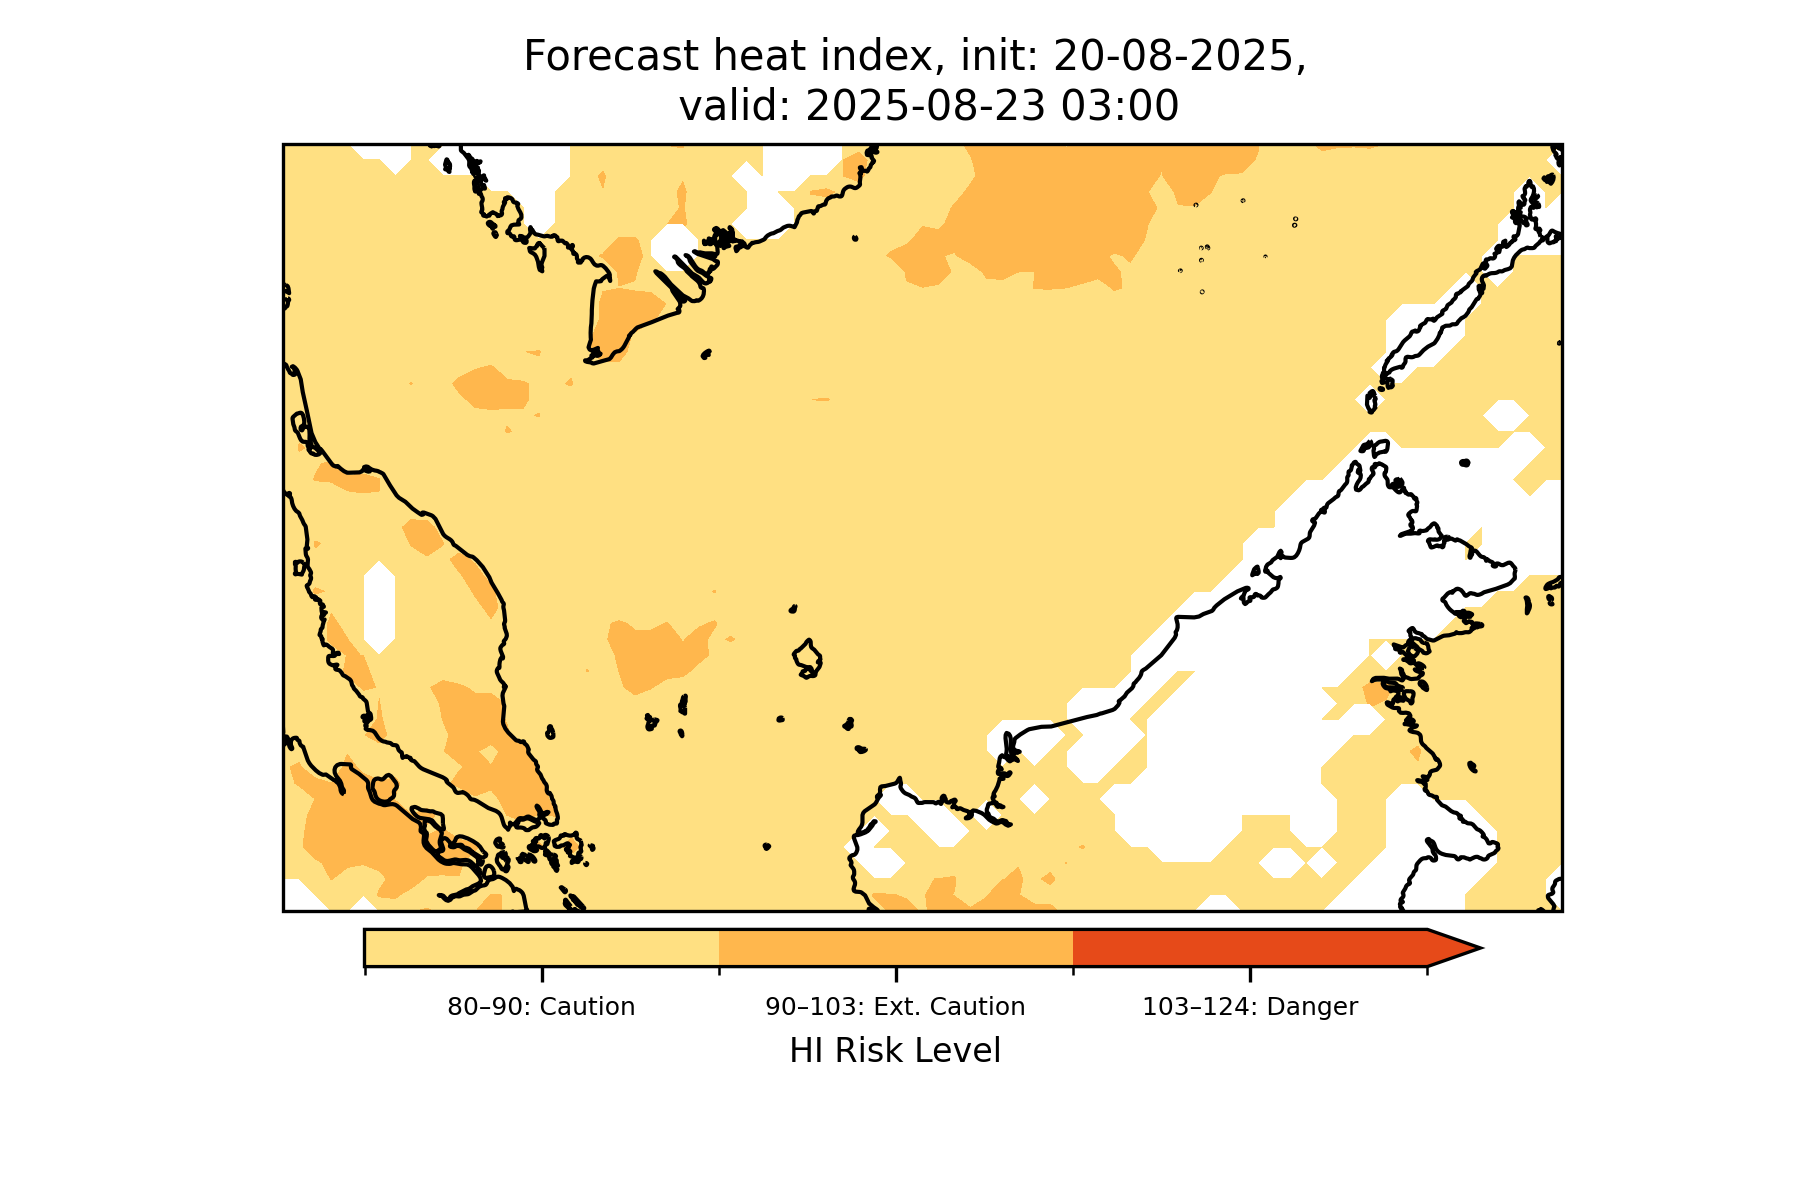 Forecast heat index, init: 20-08-2025,
valid: 2025-08-23 03:00
80–90: Caution
90–103: Ext. Caution
103–124: Danger
HI Risk Level